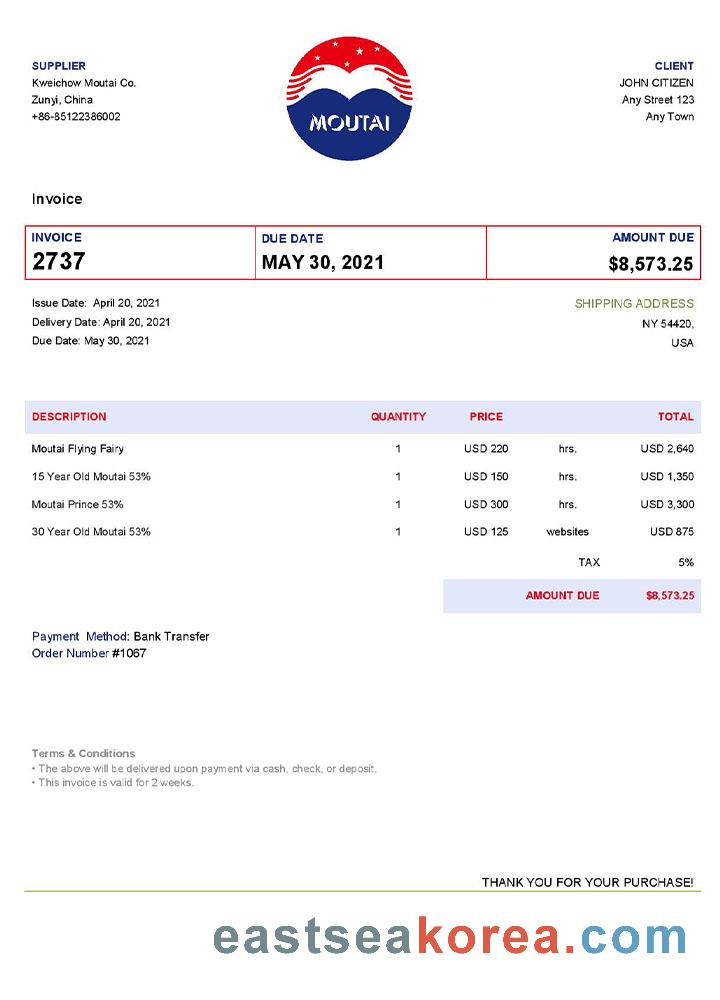 SUPPLIER
Kweichow Moutai Co.
Zunyi, China
+86-85122386002
MOUTAI
CLIENT
JOHN CITIZEN
Any Street 123
Any Town
Invoice
INVOICE
2737
DUE DATE
MAY 30, 2021
AMOUNT DUE
$8,573.25
Issue Date: April 20, 2021
Delivery Date: April 20, 2021
Due Date: May 30, 2021
SHIPPING ADDRESS
NY 54420,
USA
DESCRIPTION QUANTITY PRICE TOTAL
Moutai Flying Fairy 1 USD 220 hrs. USD 2,640
15 Year Old Moutai 53% 1 USD 150 hrs. USD 1,350
Moutai Prince 53% 1 USD 300 hrs. USD 3,300
30 Year Old Moutai 53% 1 USD 125 websites USD 875
TAX 5%
AMOUNT DUE $8,573.25
Payment Method: Bank Transfer
Order Number #1067
Terms & Conditions
• The above will be delivered upon payment via cash, check, or deposit.
• This invoice is valid for 2 weeks.
THANK YOU FOR YOUR PURCHASE!
eastseakorea.com